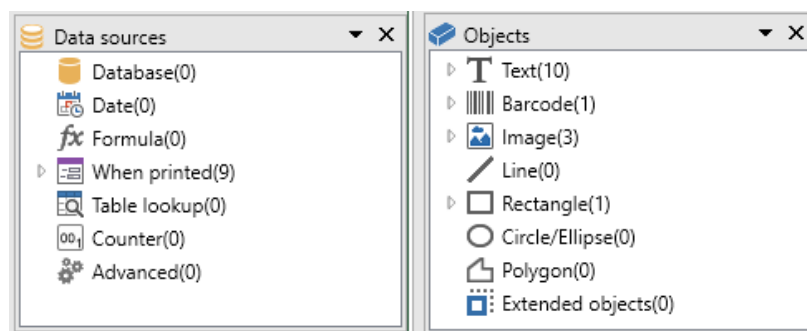 Data sources
Database(0)
Date(0)
Formula(0)
When printed(9)
Table lookup(0)
Counter(0)
Advanced(0)
Objects
Text(10)
Barcode(1)
Image(3)
Line(0)
Rectangle(1)
Circle/Ellipse(0)
Polygon(0)
Extended objects(0)